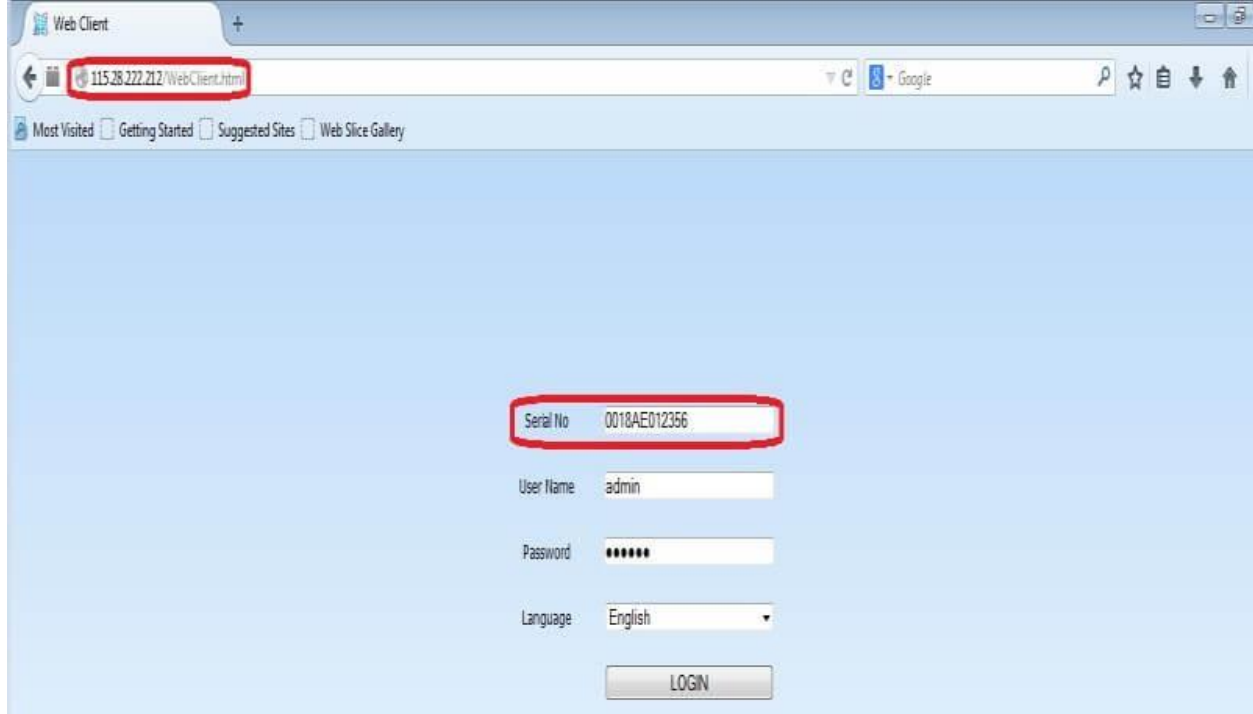 Web Client
115.28.222.212/WebClient.html
Google
Most Visited Getting Started Suggested Sites Web Slice Gallery
Serial No 0018AE012356
User Name admin
Password ••••••
Language English
LOGIN